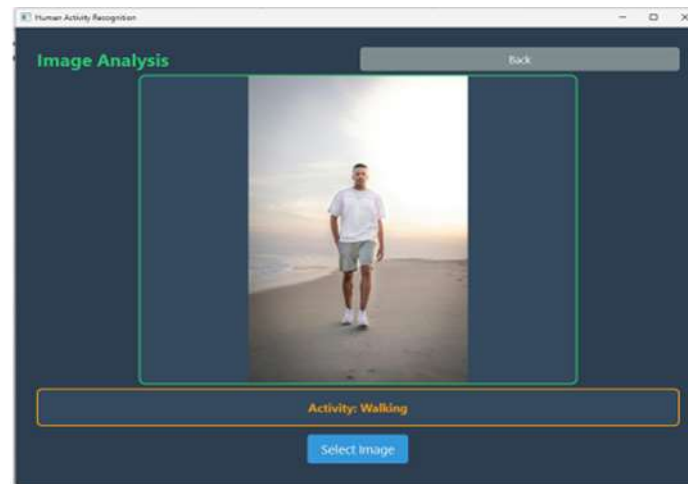 Human Activity Recognition
Image Analysis
Back
Activity: Walking
Select Image